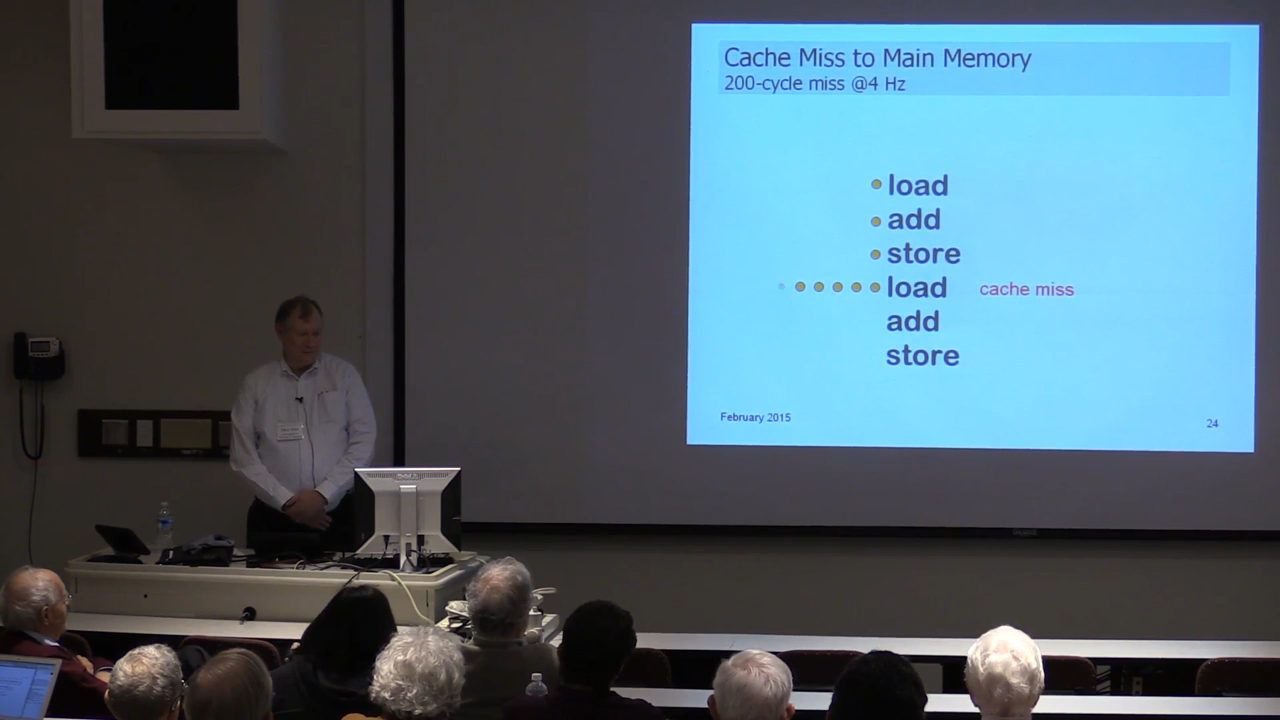 Cache Miss to Main Memory
200-cycle miss @4 Hz
load
add
store
load cache miss
add
store
February 2015
24